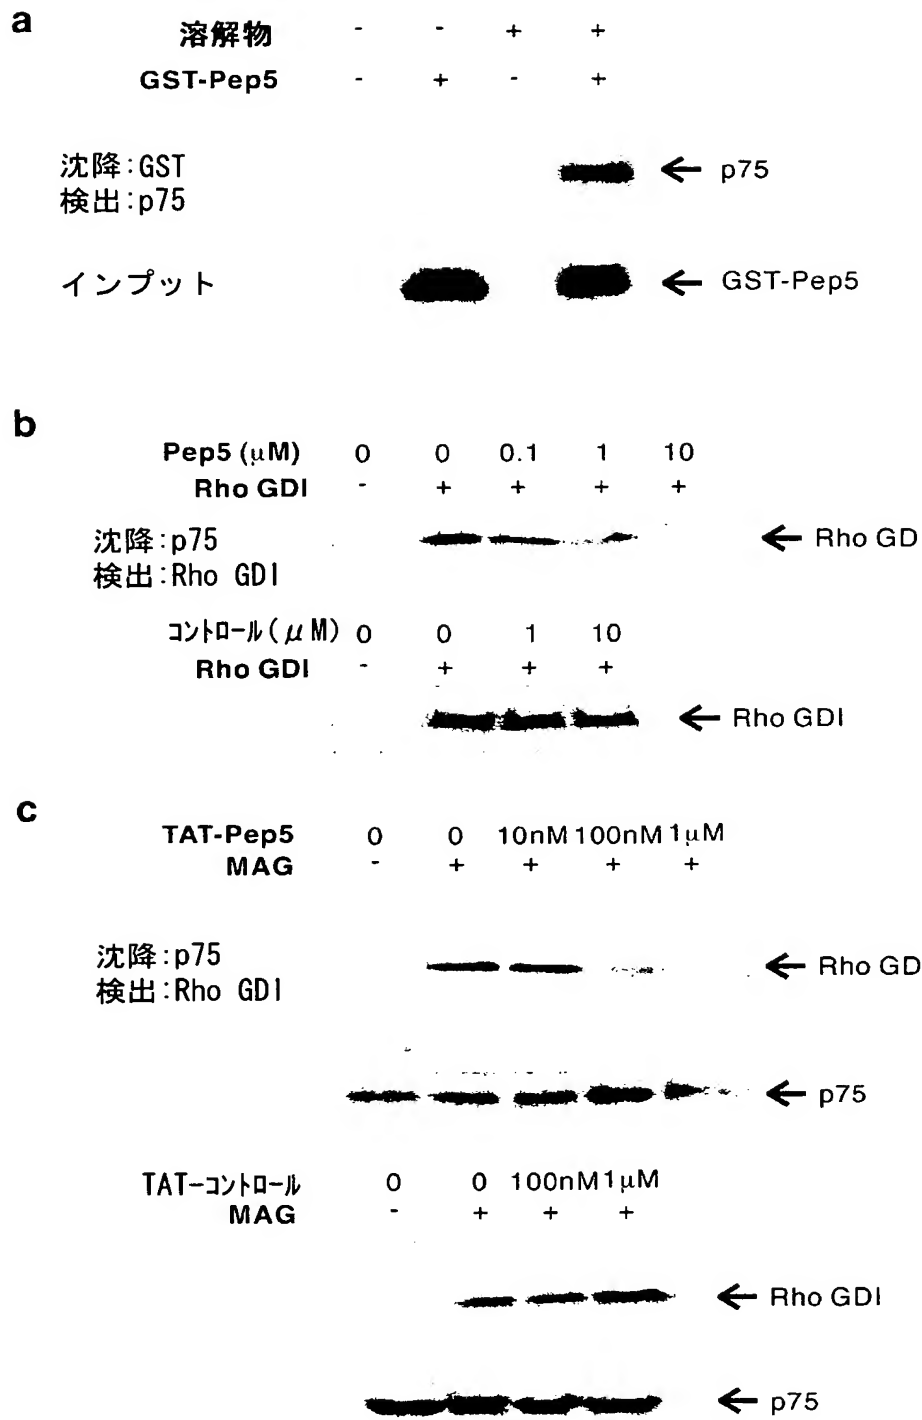 a
溶解物 - - + +
GST-Pep5 - + - +
沈降:GST
検出:p75
← p75
インプット
← GST-Pep5
b
Pep5 (μM) 0 0 0.1 1 10
Rho GDI - + + + +
沈降:p75
検出:Rho GDI
← Rho GD
コントロール(μM) 0 0 1 10
Rho GDI - + + +
← Rho GDI
c
TAT-Pep5 0 0 10nM 100nM 1μM
MAG - + + + +
沈降:p75
検出:Rho GDI
← Rho GD
← p75
TAT-コントロール 0 0 100nM 1μM
MAG - + + +
← Rho GDI
← p75